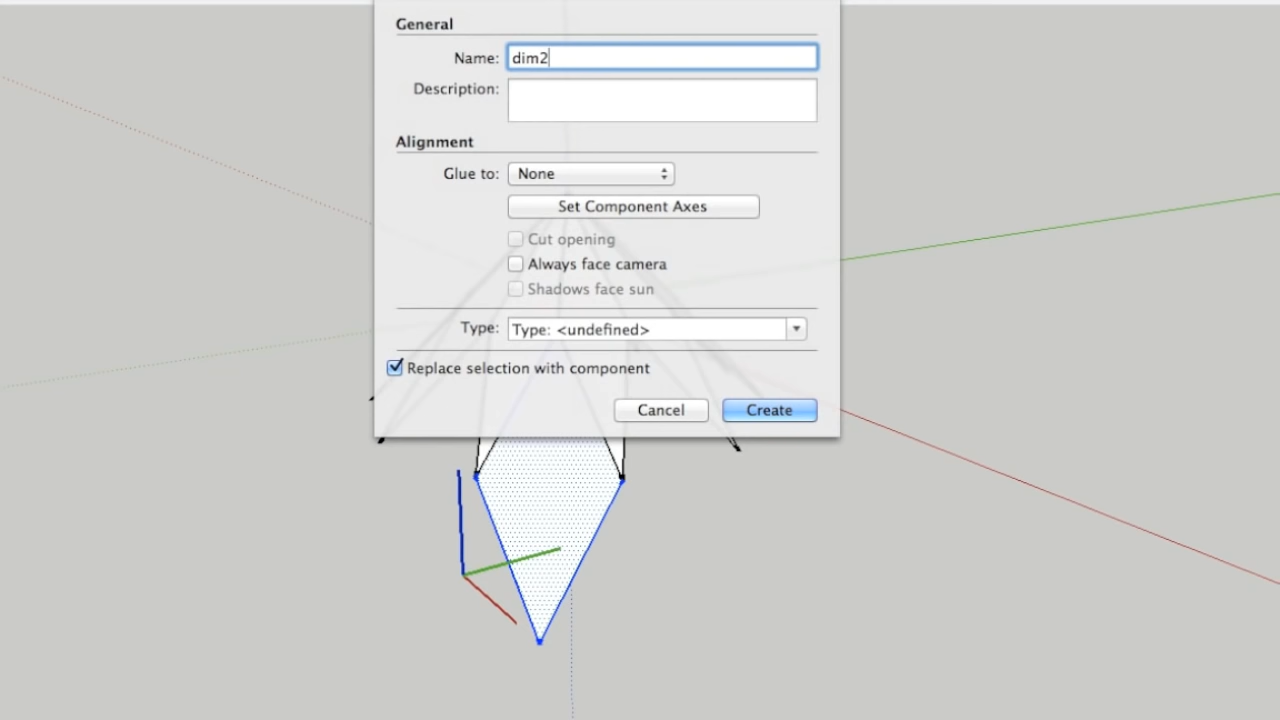 General
Name: dim2
Description:
Alignment
Glue to: None
Set Component Axes
Cut opening
Always face camera
Shadows face sun
Type: Type: <undefined>
Replace selection with component
Cancel Create